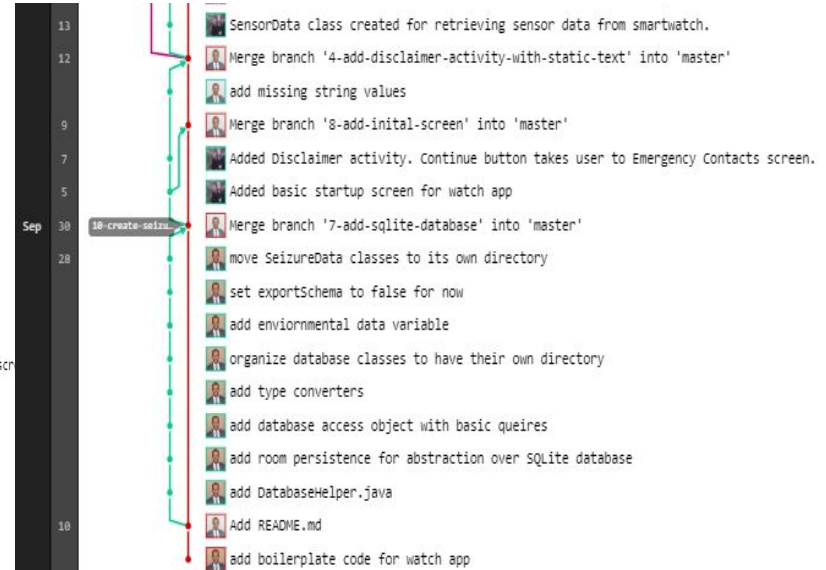 13 SensorData class created for retrieving sensor data from smartwatch.
12 Merge branch '4-add-disclaimer-activity-with-static-text' into 'master'
add missing string values
9 Merge branch '8-add-inital-screen' into 'master'
7 Added Disclaimer activity. Continue button takes user to Emergency Contacts screen.
5 Added basic startup screen for watch app
Sep 30 10-create-seizu… Merge branch '7-add-sqlite-database' into 'master'
28 move SeizureData classes to its own directory
set exportSchema to false for now
add enviornmental data variable
scr organize database classes to have their own directory
add type converters
add database access object with basic queires
add room persistence for abstraction over SQLite database
add DatabaseHelper.java
10 Add README.md
add boilerplate code for watch app